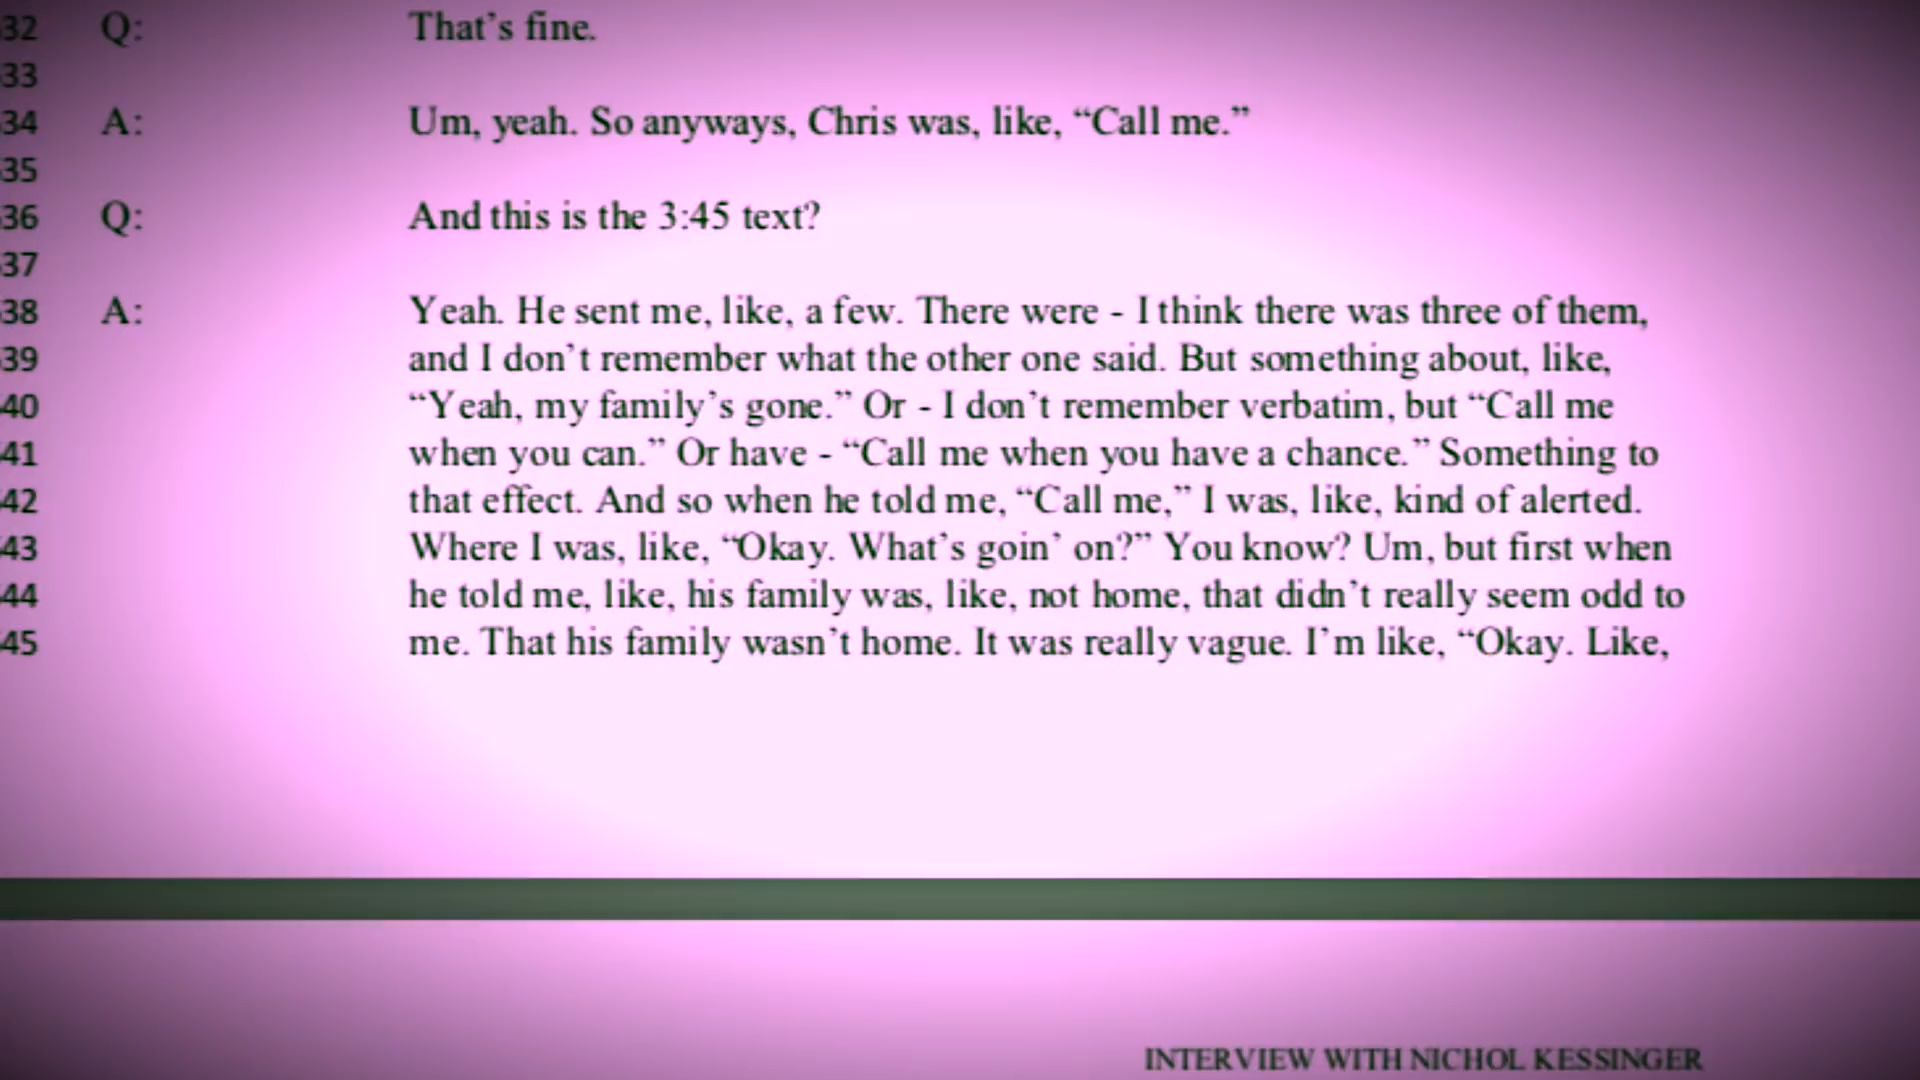 32 Q: That's fine.
33
34 A: Um, yeah. So anyways, Chris was, like, “Call me.”
35
36 Q: And this is the 3:45 text?
37
38 A: Yeah. He sent me, like, a few. There were - I think there was three of them,
39 and I don’t remember what the other one said. But something about, like,
40 “Yeah, my family’s gone.” Or - I don’t remember verbatim, but “Call me
41 when you can.” Or have - “Call me when you have a chance.” Something to
42 that effect. And so when he told me, “Call me,” I was, like, kind of alerted.
43 Where I was, like, “Okay. What’s goin’ on?” You know? Um, but first when
44 he told me, like, his family was, like, not home, that didn’t really seem odd to
45 me. That his family wasn’t home. It was really vague. I’m like, “Okay. Like,
INTERVIEW WITH NICHOL KESSINGER